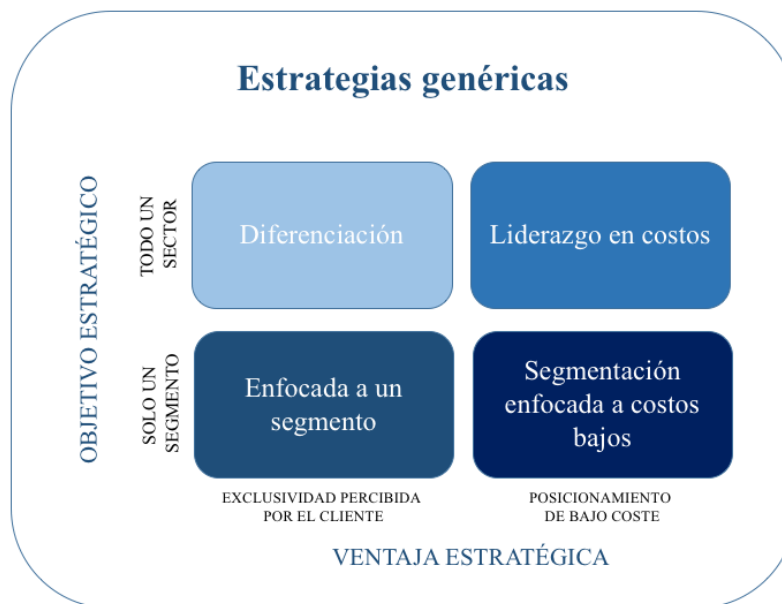 Estrategias genéricas
OBJETIVO ESTRATÉGICO
TODO UN
SECTOR
Diferenciación
Liderazgo en costos
SOLO UN
SEGMENTO
Enfocada a un
segmento
Segmentación
enfocada a costos
bajos
EXCLUSIVIDAD PERCIBIDA
POR EL CLIENTE
POSICIONAMIENTO
DE BAJO COSTE
VENTAJA ESTRATÉGICA